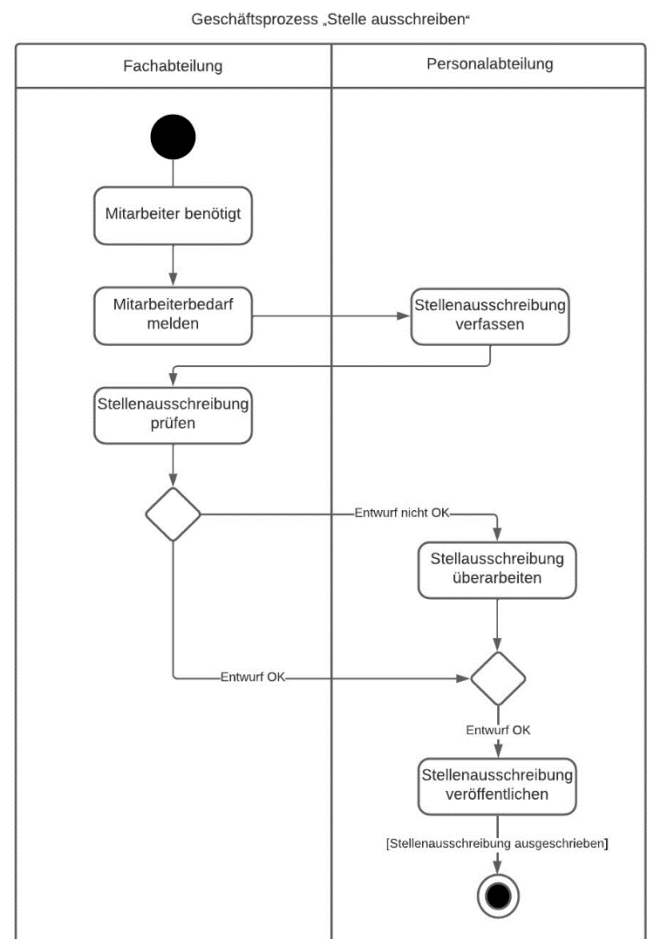 Geschäftsprozess „Stelle ausschreiben“
Fachabteilung
Personalabteilung
Mitarbeiter benötigt
Mitarbeiterbedarf
melden
Stellenausschreibung
verfassen
Stellenausschreibung
prüfen
Entwurf nicht OK
Stellausschreibung
überarbeiten
Entwurf OK
Entwurf OK
Stellenausschreibung
veröffentlichen
[Stellenausschreibung ausgeschrieben]